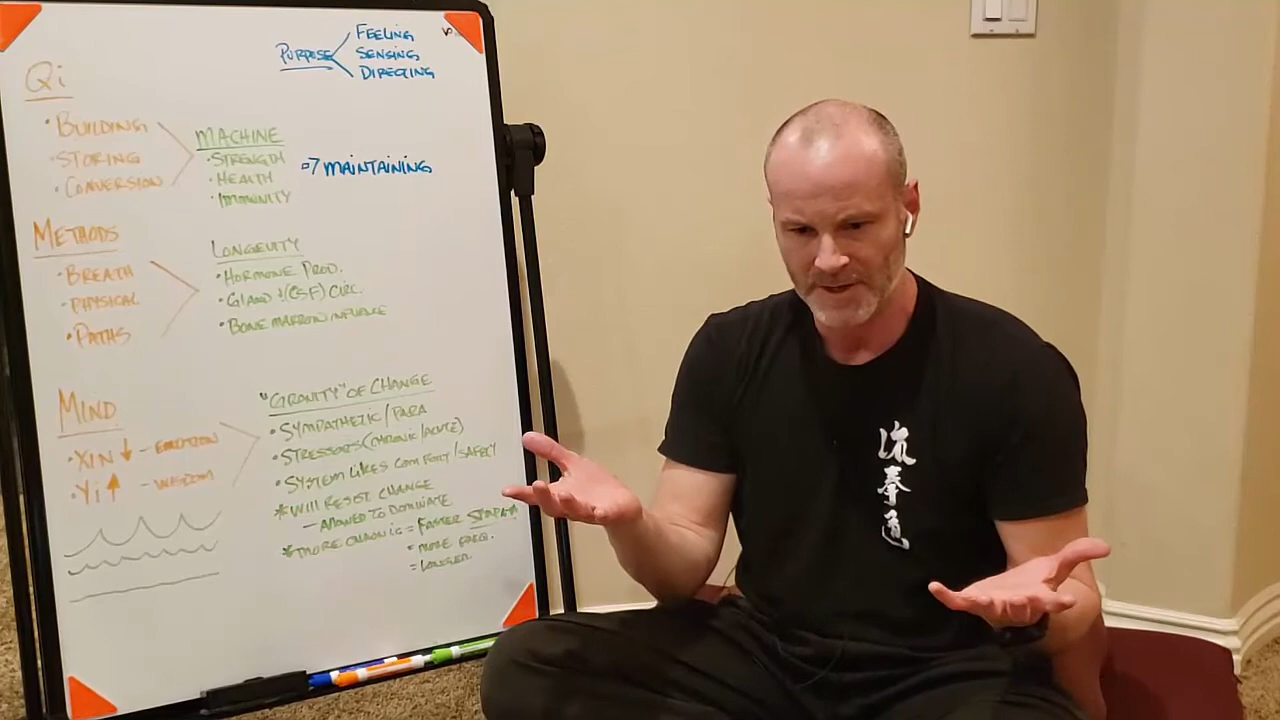 PURPOSE
FEELING
SENSING
DIRECTING
Qi
• BUILDING
• STORING
• CONVERSION
MACHINE
• STRENGTH
• HEALTH
• IMMUNITY
MAINTAINING
METHODS
• BREATH
• PHYSICAL
• PATHS
LONGEVITY
• HORMONE PROD.
• GLAND (CSF) CIRC.
• BONE MARROW INFLUENCE
MIND
• XIN ↓ - EMOTION
• Yi ↑ - WISDOM
"GRAVITY" OF CHANGE
• SYMPATHETIC/PARA
• STRESSORS (CHRONIC/ACUTE)
• SYSTEM LIKES COMFORT/SAFETY
* WILL RESIST CHANGE
- ALLOWED TO DOMINATE
* MORE CHRONIC = FASTER SYMPATH
= MORE FREQ.
= LONGER
流
拳
道